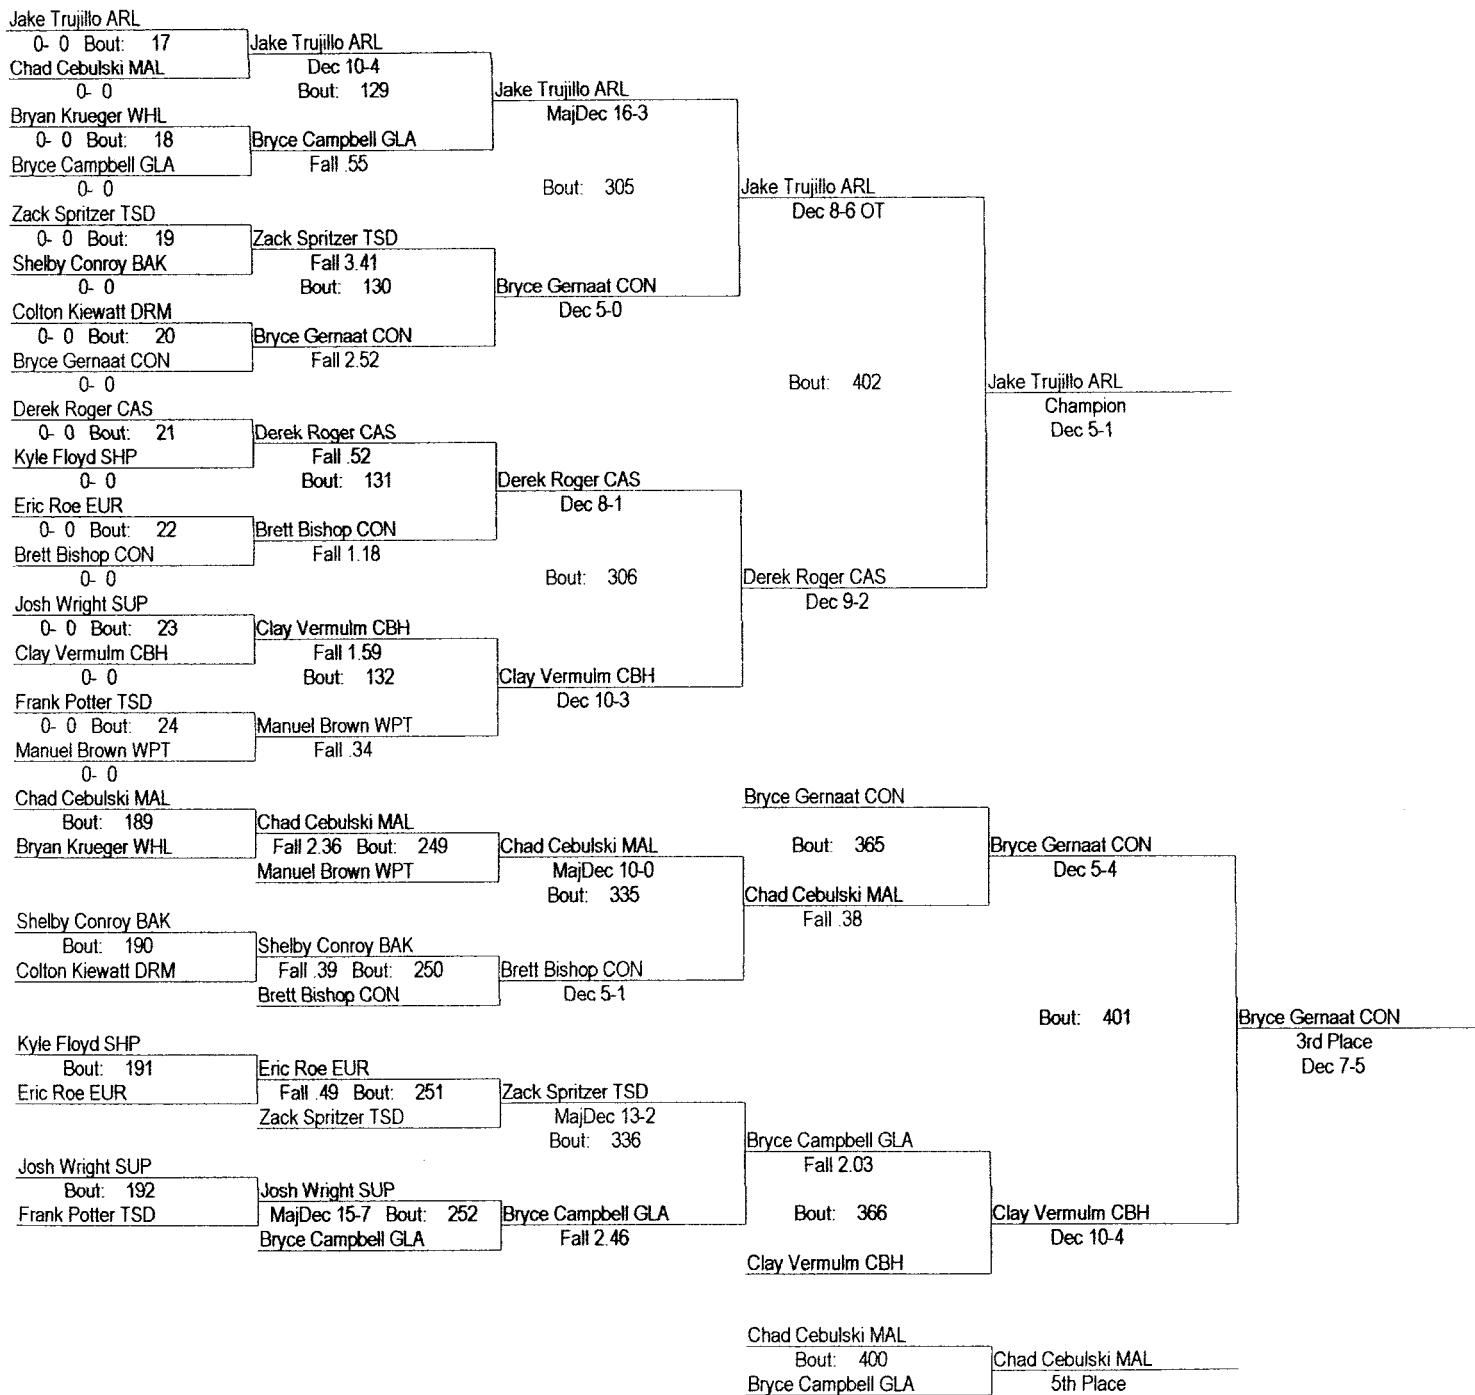 Jake Trujillo ARL
0- 0 Bout: 17
Chad Cebulski MAL
0- 0
Bryan Krueger WHL
0- 0 Bout: 18
Bryce Campbell GLA
0- 0
Zack Spritzer TSD
0- 0 Bout: 19
Shelby Conroy BAK
0- 0
Colton Kiewatt DRM
0- 0 Bout: 20
Bryce Gernaat CON
0- 0
Derek Roger CAS
0- 0 Bout: 21
Kyle Floyd SHP
0- 0
Eric Roe EUR
0- 0 Bout: 22
Brett Bishop CON
0- 0
Josh Wright SUP
0- 0 Bout: 23
Clay Vermulm CBH
0- 0
Frank Potter TSD
0- 0 Bout: 24
Manuel Brown WPT
0- 0
Jake Trujillo ARL
Dec 10-4
Bout: 129
Bryce Campbell GLA
Fall .55
Zack Spritzer TSD
Fall 3.41
Bout: 130
Bryce Gernaat CON
Fall 2.52
Derek Roger CAS
Fall .52
Bout: 131
Brett Bishop CON
Fall 1.18
Clay Vermulm CBH
Fall 1.59
Bout: 132
Manuel Brown WPT
Fall .34
Jake Trujillo ARL
MajDec 16-3
Bout: 305
Bryce Gernaat CON
Dec 5-0
Derek Roger CAS
Dec 8-1
Bout: 306
Clay Vermulm CBH
Dec 10-3
Jake Trujillo ARL
Dec 8-6 OT
Bout: 402
Derek Roger CAS
Dec 9-2
Jake Trujillo ARL
Champion
Dec 5-1
Chad Cebulski MAL
Bout: 189
Bryan Krueger WHL
Shelby Conroy BAK
Bout: 190
Colton Kiewatt DRM
Kyle Floyd SHP
Bout: 191
Eric Roe EUR
Josh Wright SUP
Bout: 192
Frank Potter TSD
Chad Cebulski MAL
Fall 2.36 Bout: 249
Manuel Brown WPT
Shelby Conroy BAK
Fall .39 Bout: 250
Brett Bishop CON
Eric Roe EUR
Fall .49 Bout: 251
Zack Spritzer TSD
Josh Wright SUP
MajDec 15-7 Bout: 252
Bryce Campbell GLA
Chad Cebulski MAL
MajDec 10-0
Bout: 335
Brett Bishop CON
Dec 5-1
Zack Spritzer TSD
MajDec 13-2
Bout: 336
Bryce Campbell GLA
Fall 2.46
Bryce Gernaat CON
Bout: 365
Chad Cebulski MAL
Fall .38
Bryce Campbell GLA
Fall 2.03
Bout: 366
Clay Vermulm CBH
Bryce Gernaat CON
Dec 5-4
Bout: 401
Clay Vermulm CBH
Dec 10-4
Bryce Gernaat CON
3rd Place
Dec 7-5
Chad Cebulski MAL
Bout: 400
Bryce Campbell GLA
Chad Cebulski MAL
5th Place